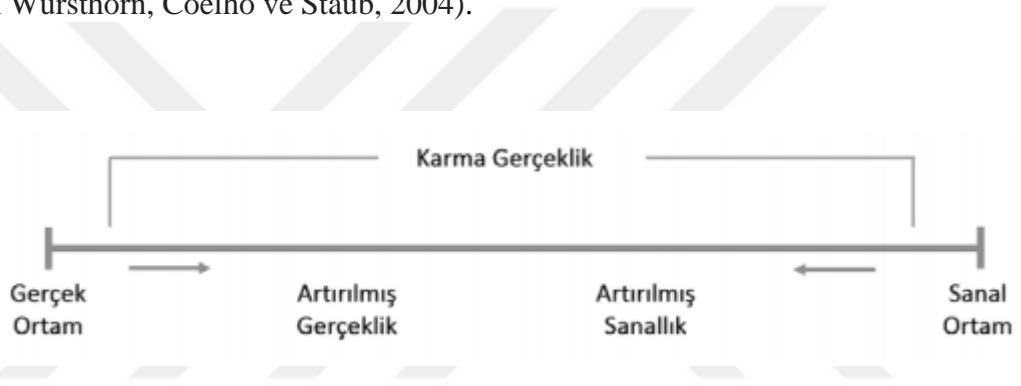 Wursthorn, Coelho ve Staub, 2004).
Karma Gerçeklik
Gerçek Ortam
Artırılmış Gerçeklik
Artırılmış Sanallık
Sanal Ortam